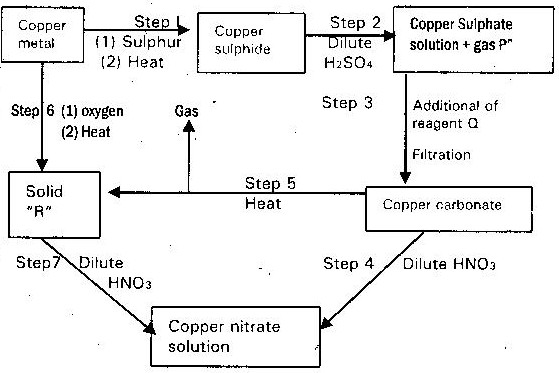 Copper
metal
Step 1
(1) Sulphur
(2) Heat
Copper
sulphide
Step 2
Dilute
H₂SO₄
Copper Sulphate
solution + gas P"
Step 6 (1) oxygen
(2) Heat
Gas
Step 3
Additional of
reagent Q
Filtration
Solid
"R"
Step 5
Heat
Copper carbonate
Step7
Dilute
HNO₃
Step 4
Dilute HNO₃
Copper nitrate
solution